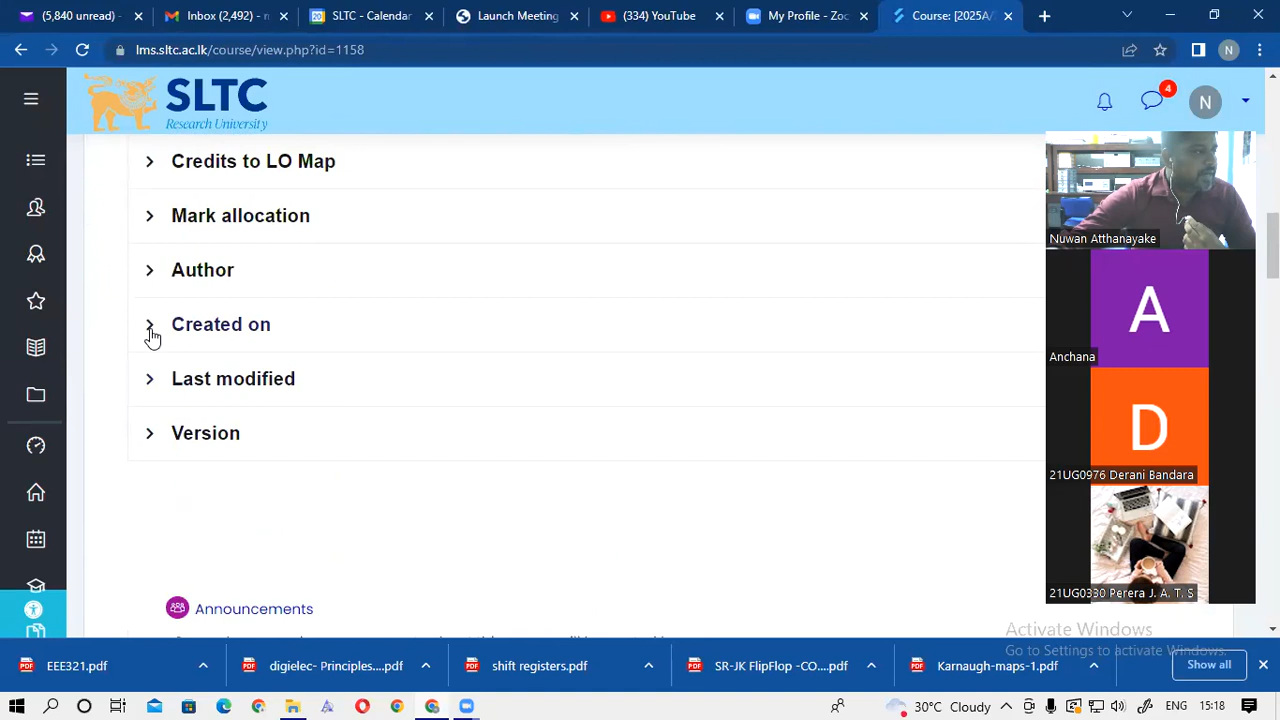 (5,840 unread) -
Inbox (2,492) - n
SLTC - Calendar
Launch Meeting
(334) YouTube
My Profile - Zoo
Course: [2025A/
lms.sltc.ac.lk/course/view.php?id=1158
N
SLTC
Research University
4
N
Credits to LO Map
Mark allocation
Author
Created on
Last modified
Version
Announcements
Nuwan Atthanayake
A
Anchana
D
21UG0976 Derani Bandara
21UG0330 Perera J. A. T. S
Activate Windows
Go to Settings to activate Windows.
EEE321.pdf
digielec- Principles....pdf
shift registers.pdf
SR-JK FlipFlop -CO....pdf
Karnaugh-maps-1.pdf
Show all
30°C Cloudy
ENG
15:18